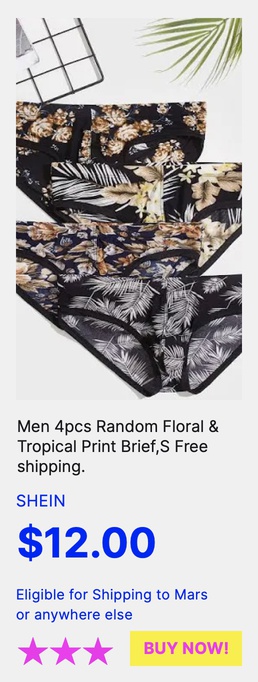 Men 4pcs Random Floral &
Tropical Print Brief,S Free
shipping.
SHEIN
$12.00
Eligible for Shipping to Mars
or anywhere else
BUY NOW!